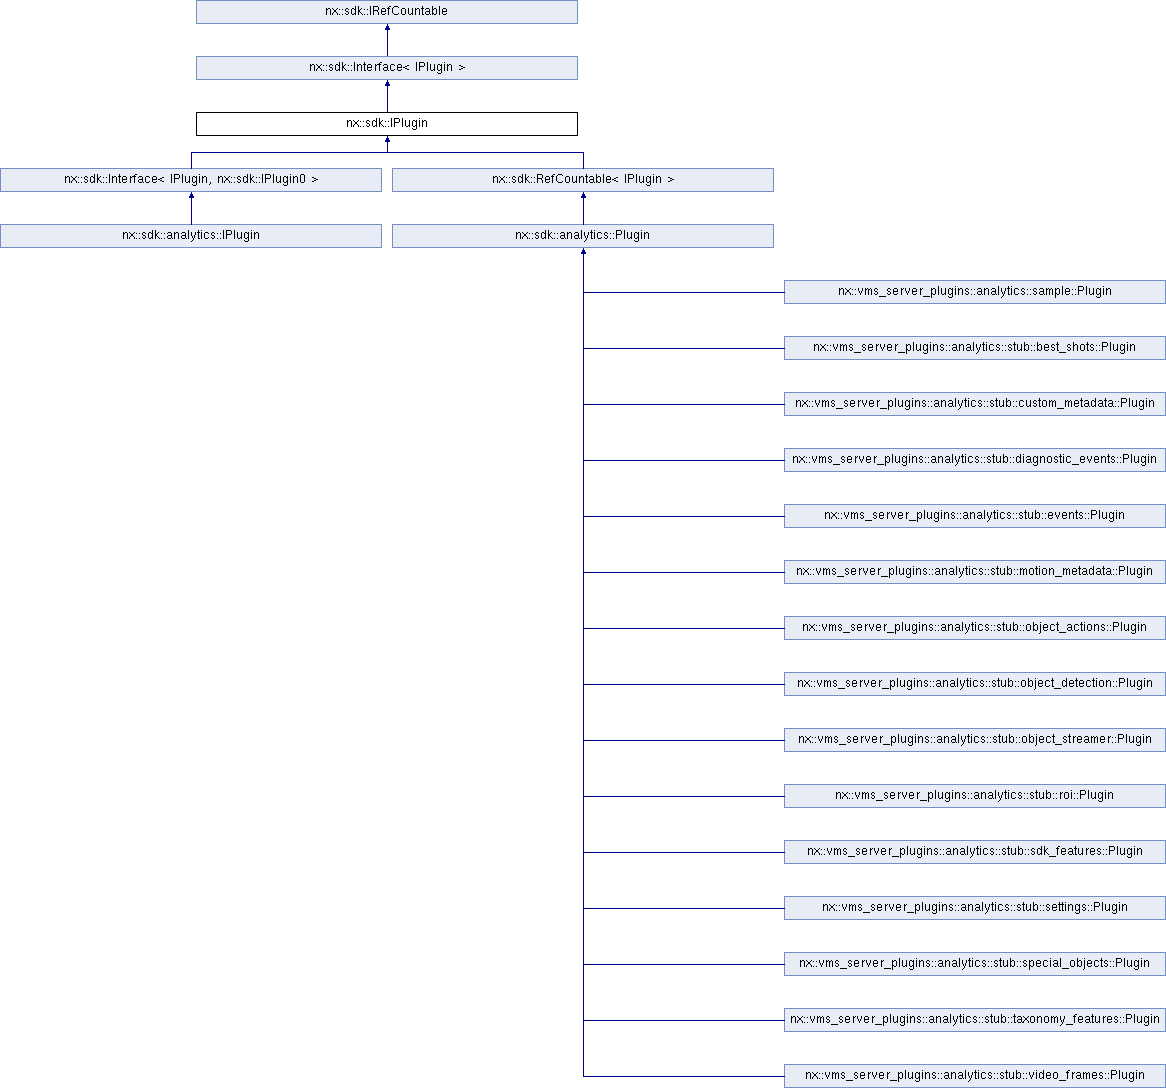 nx::sdk::IRefCountable
nx::sdk::Interface< IPlugin >
nx::sdk::IPlugin
nx::sdk::Interface< IPlugin, nx::sdk::IPlugin0 >
nx::sdk::RefCountable< IPlugin >
nx::sdk::analytics::IPlugin
nx::sdk::analytics::Plugin
nx::vms_server_plugins::analytics::sample::Plugin
nx::vms_server_plugins::analytics::stub::best_shots::Plugin
nx::vms_server_plugins::analytics::stub::custom_metadata::Plugin
nx::vms_server_plugins::analytics::stub::diagnostic_events::Plugin
nx::vms_server_plugins::analytics::stub::events::Plugin
nx::vms_server_plugins::analytics::stub::motion_metadata::Plugin
nx::vms_server_plugins::analytics::stub::object_actions::Plugin
nx::vms_server_plugins::analytics::stub::object_detection::Plugin
nx::vms_server_plugins::analytics::stub::object_streamer::Plugin
nx::vms_server_plugins::analytics::stub::roi::Plugin
nx::vms_server_plugins::analytics::stub::sdk_features::Plugin
nx::vms_server_plugins::analytics::stub::settings::Plugin
nx::vms_server_plugins::analytics::stub::special_objects::Plugin
nx::vms_server_plugins::analytics::stub::taxonomy_features::Plugin
nx::vms_server_plugins::analytics::stub::video_frames::Plugin